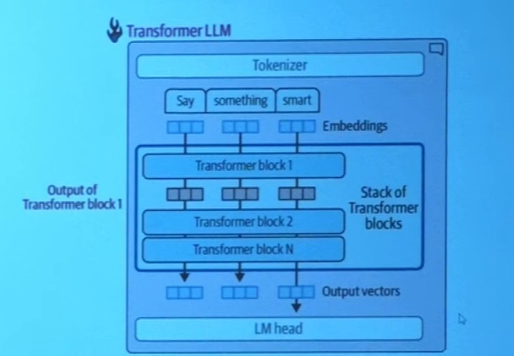 Transformer LLM
Tokenizer
Say something smart
Embeddings
Transformer block 1
Output of
Transformer block 1
Stack of
Transformer
blocks
Transformer block 2
Transformer block N
Output vectors
LM head